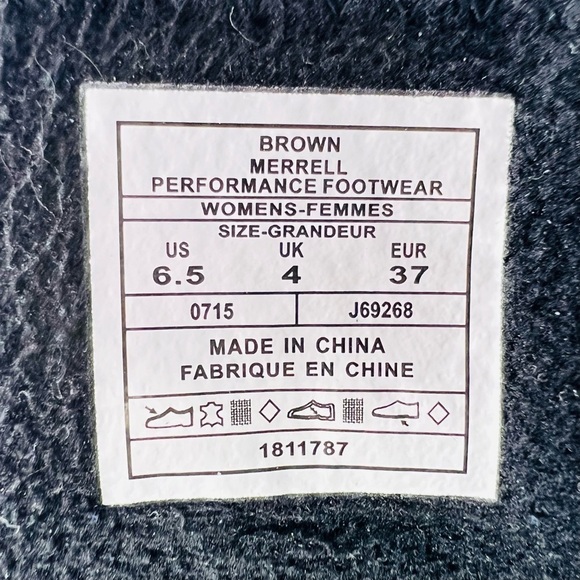 BROWN
MERRELL
PERFORMANCE FOOTWEAR
WOMENS-FEMMES
SIZE-GRANDEUR
US UK EUR
6.5 4 37
0715 J69268
MADE IN CHINA
FABRIQUE EN CHINE
1811787